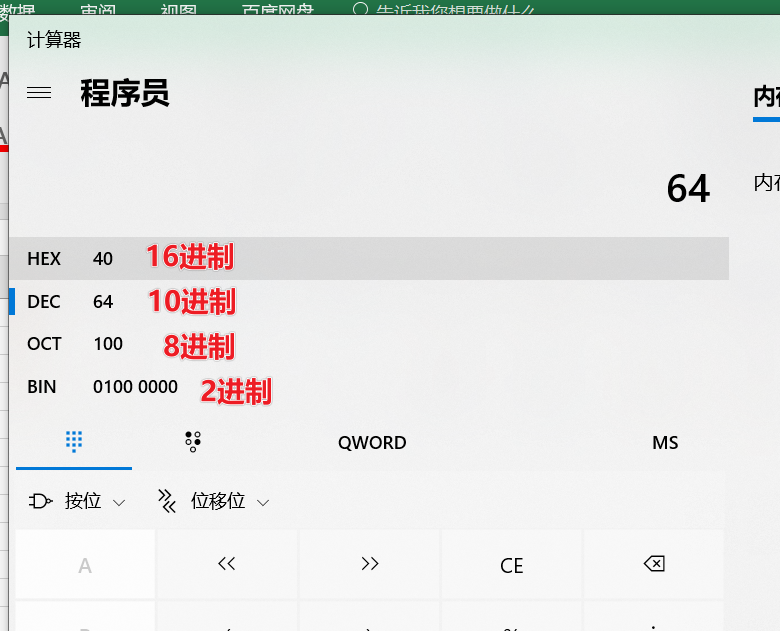 数据 审阅 视图 百度网盘 告诉我您想要做什么
计算器
程序员
内存
64
内存
HEX 40 16进制
DEC 64 10进制
OCT 100 8进制
BIN 0100 0000 2进制
QWORD MS
按位 位移位
A << >> CE